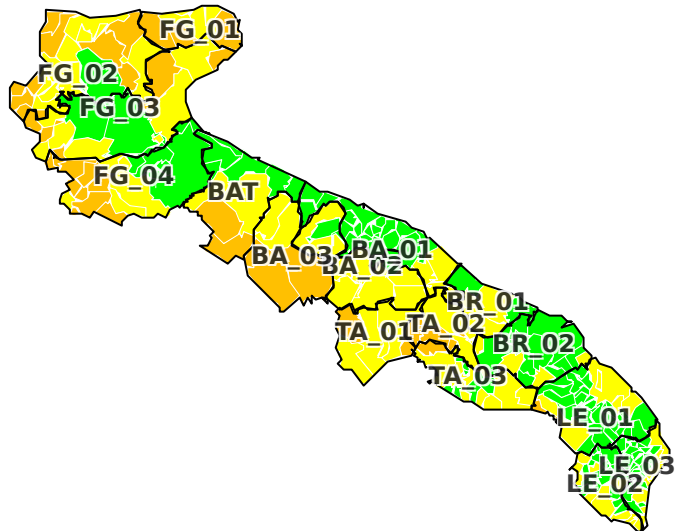 FG_01
FG_02
FG_03
FG_04
BAT
BA_01
BA_03
BA_02
BR_01
TA_02
TA_01
BR_02
TA_03
LE_01
LE_03
LE_02